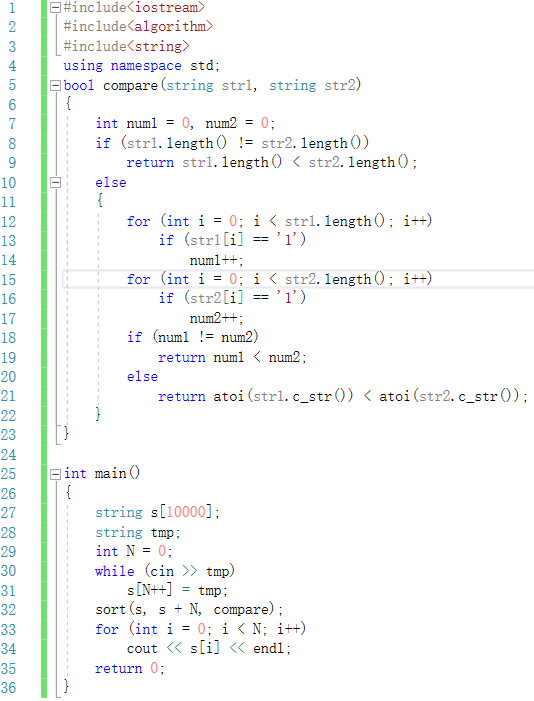 1 #include<iostream>
2 #include<algorithm>
3 #include<string>
4 using namespace std;
5 bool compare(string str1, string str2)
6 {
7 int num1 = 0, num2 = 0;
8 if (str1.length() != str2.length())
9 return str1.length() < str2.length();
10 else
11 {
12 for (int i = 0; i < str1.length(); i++)
13 if (str1[i] == '1')
14 num1++;
15 for (int i = 0; i < str2.length(); i++)
16 if (str2[i] == '1')
17 num2++;
18 if (num1 != num2)
19 return num1 < num2;
20 else
21 return atoi(str1.c_str()) < atoi(str2.c_str());
22 }
23 }
24
25 int main()
26 {
27 string s[10000];
28 string tmp;
29 int N = 0;
30 while (cin >> tmp)
31 s[N++] = tmp;
32 sort(s, s + N, compare);
33 for (int i = 0; i < N; i++)
34 cout << s[i] << endl;
35 return 0;
36 }